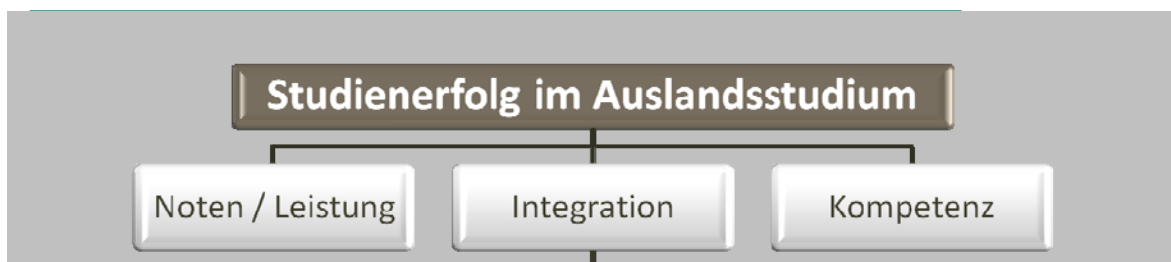 Studienerfolg im Auslandsstudium
Noten / Leistung
Integration
Kompetenz